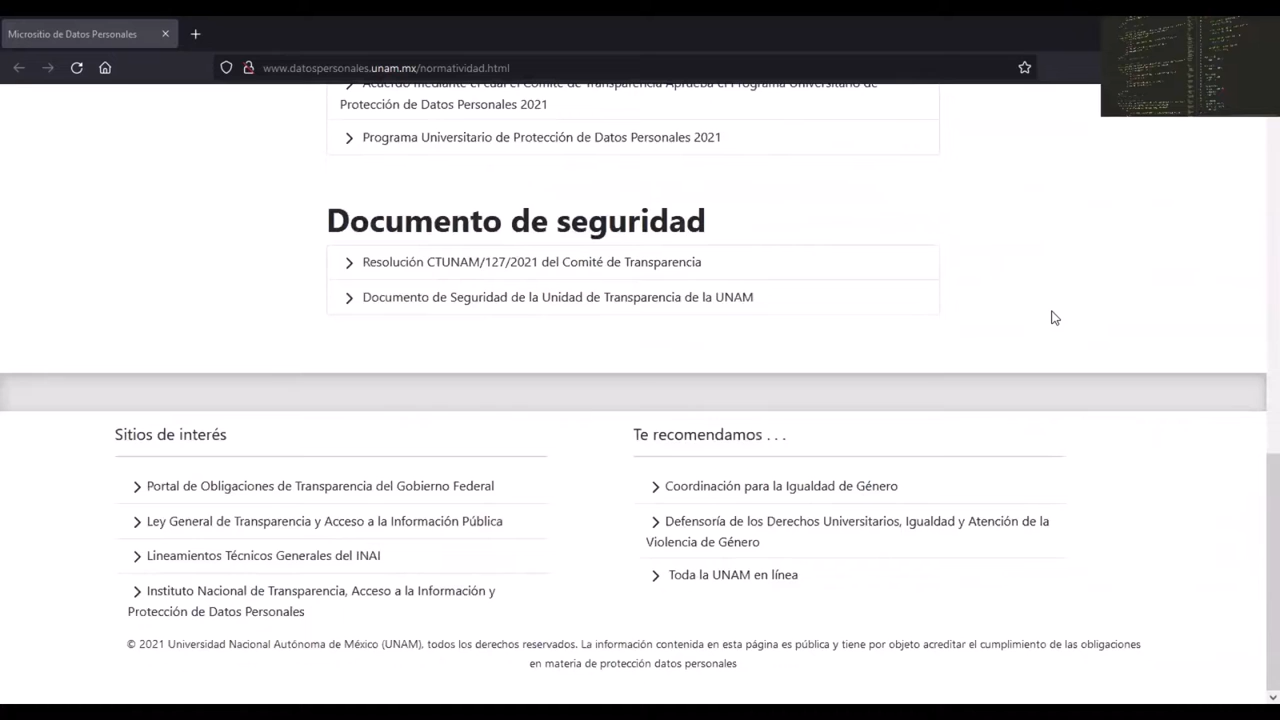 Micrositio de Datos Personales
www.datospersonales.unam.mx/normatividad.html
Acuerdo mediante el cual el Comité de Transparencia Aprueba el Programa Universitario de
Protección de Datos Personales 2021
Programa Universitario de Protección de Datos Personales 2021
Documento de seguridad
Resolución CTUNAM/127/2021 del Comité de Transparencia
Documento de Seguridad de la Unidad de Transparencia de la UNAM
Sitios de interés
Portal de Obligaciones de Transparencia del Gobierno Federal
Ley General de Transparencia y Acceso a la Información Pública
Lineamientos Técnicos Generales del INAI
Instituto Nacional de Transparencia, Acceso a la Información y
Protección de Datos Personales
Te recomendamos . . .
Coordinación para la Igualdad de Género
Defensoría de los Derechos Universitarios, Igualdad y Atención de la
Violencia de Género
Toda la UNAM en línea
© 2021 Universidad Nacional Autónoma de México (UNAM), todos los derechos reservados. La información contenida en esta página es pública y tiene por objeto acreditar el cumplimiento de las obligaciones
en materia de protección datos personales